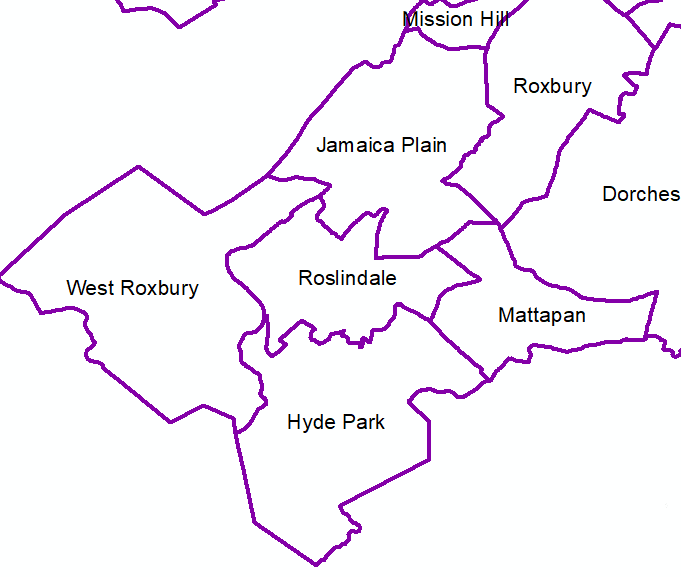 Mission Hill
Roxbury
Jamaica Plain
Dorches
Roslindale
West Roxbury
Mattapan
Hyde Park